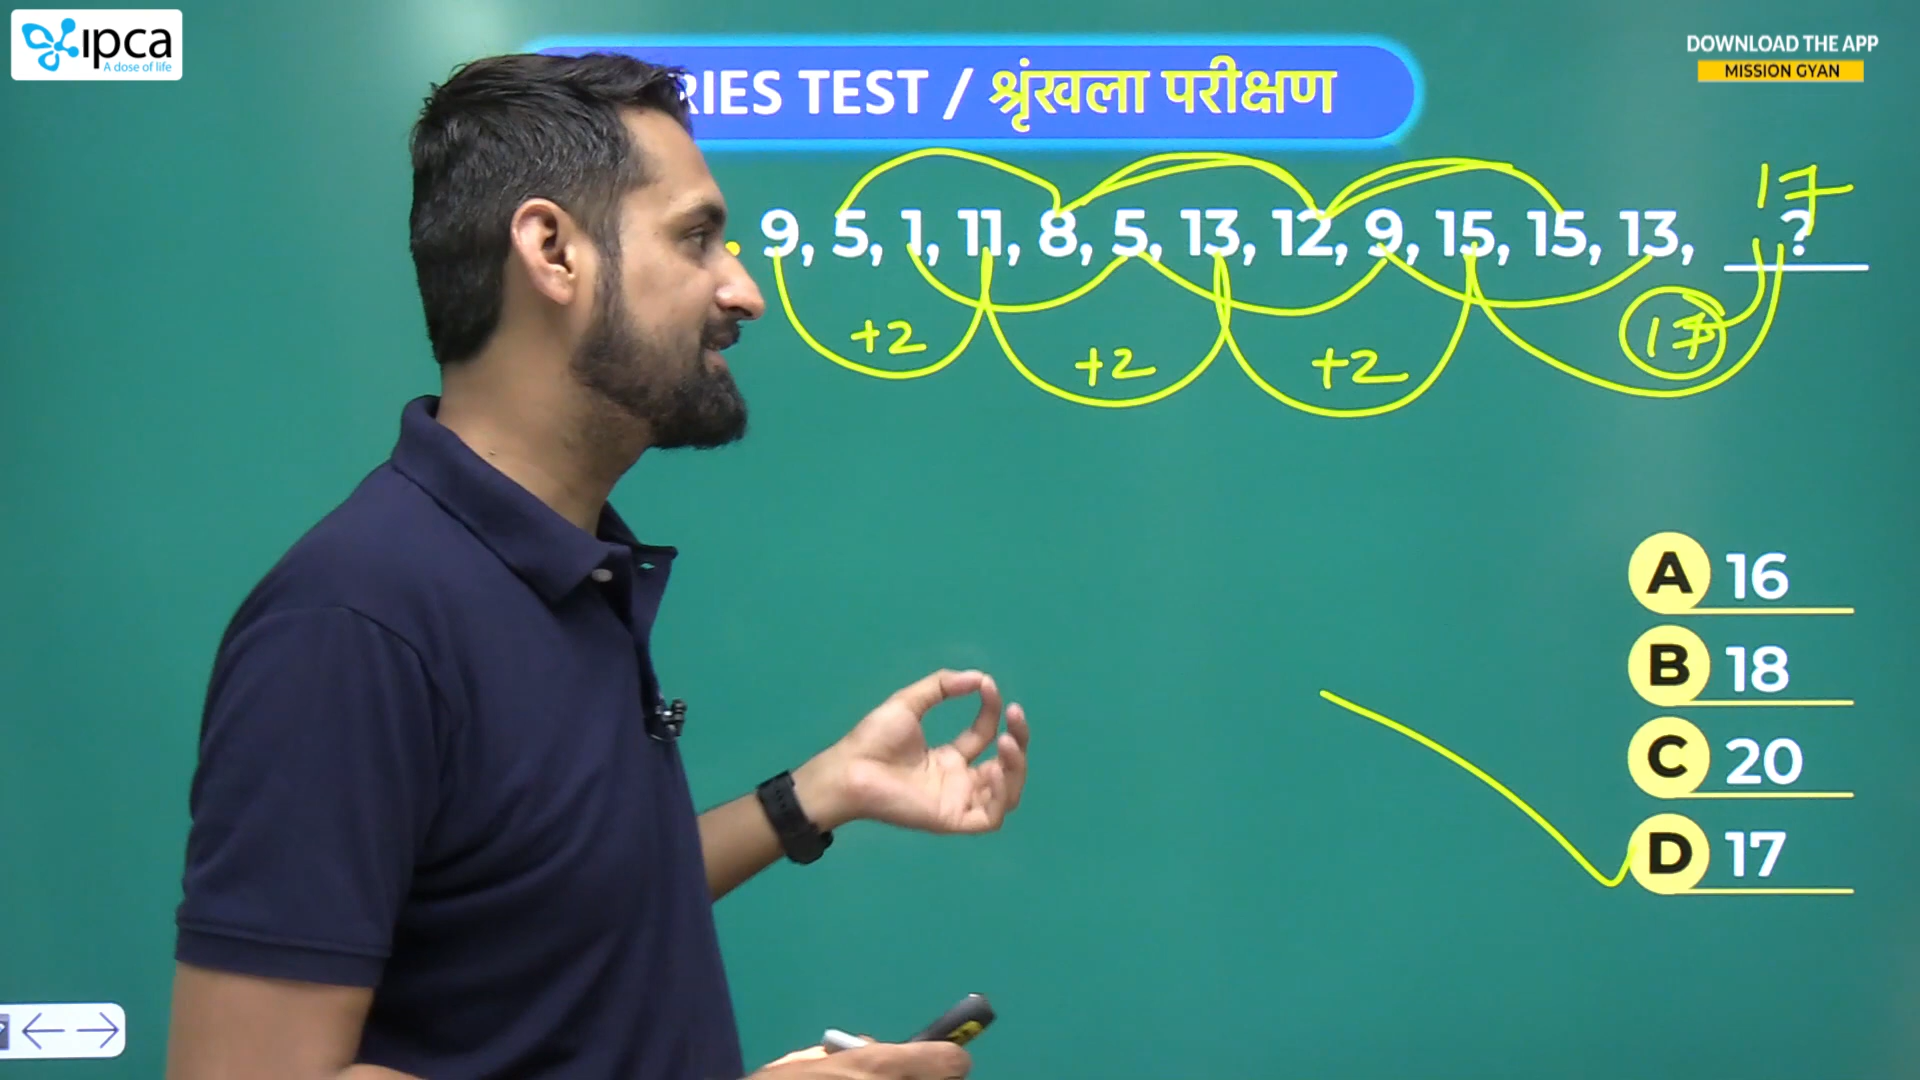 ipca
A dose of life
DOWNLOAD THE APP
MISSION GYAN
RIES TEST / श्रृंखला परीक्षण
17
9, 5, 1, 11, 8, 5, 13, 12, 9, 15, 15, 13, ?
+2 +2 +2 17
A 16
B 18
C 20
D 17